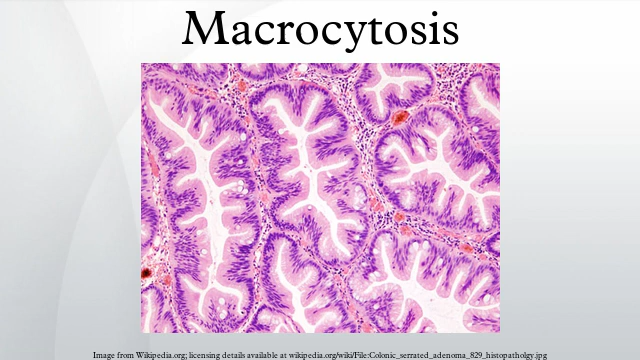 Macrocytosis
Image from Wikipedia.org; licensing details available at wikipedia.org/wiki/File:Colonic_serrated_adenoma_829_histopatholgy.jpg